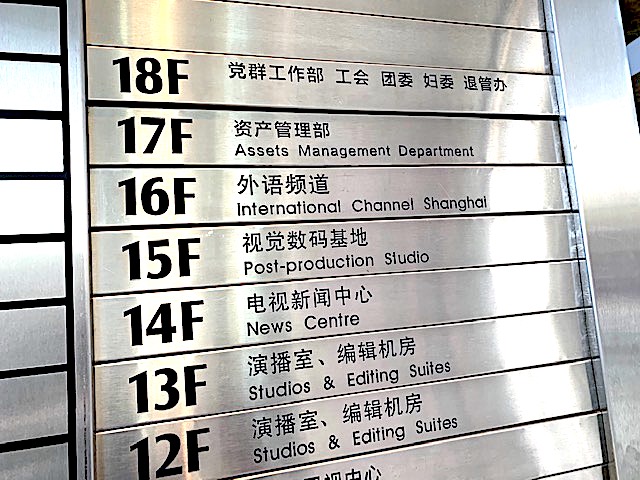 18F 党群工作部 工会 团委 妇委 退管办
17F 资产管理部
Assets Management Department
16F 外语频道
International Channel Shanghai
15F 视觉数码基地
Post-production Studio
14F 电视新闻中心
News Centre
13F 演播室、编辑机房
Studios & Editing Suites
12F 演播室、编辑机房
Studios & Editing Suites
视中心